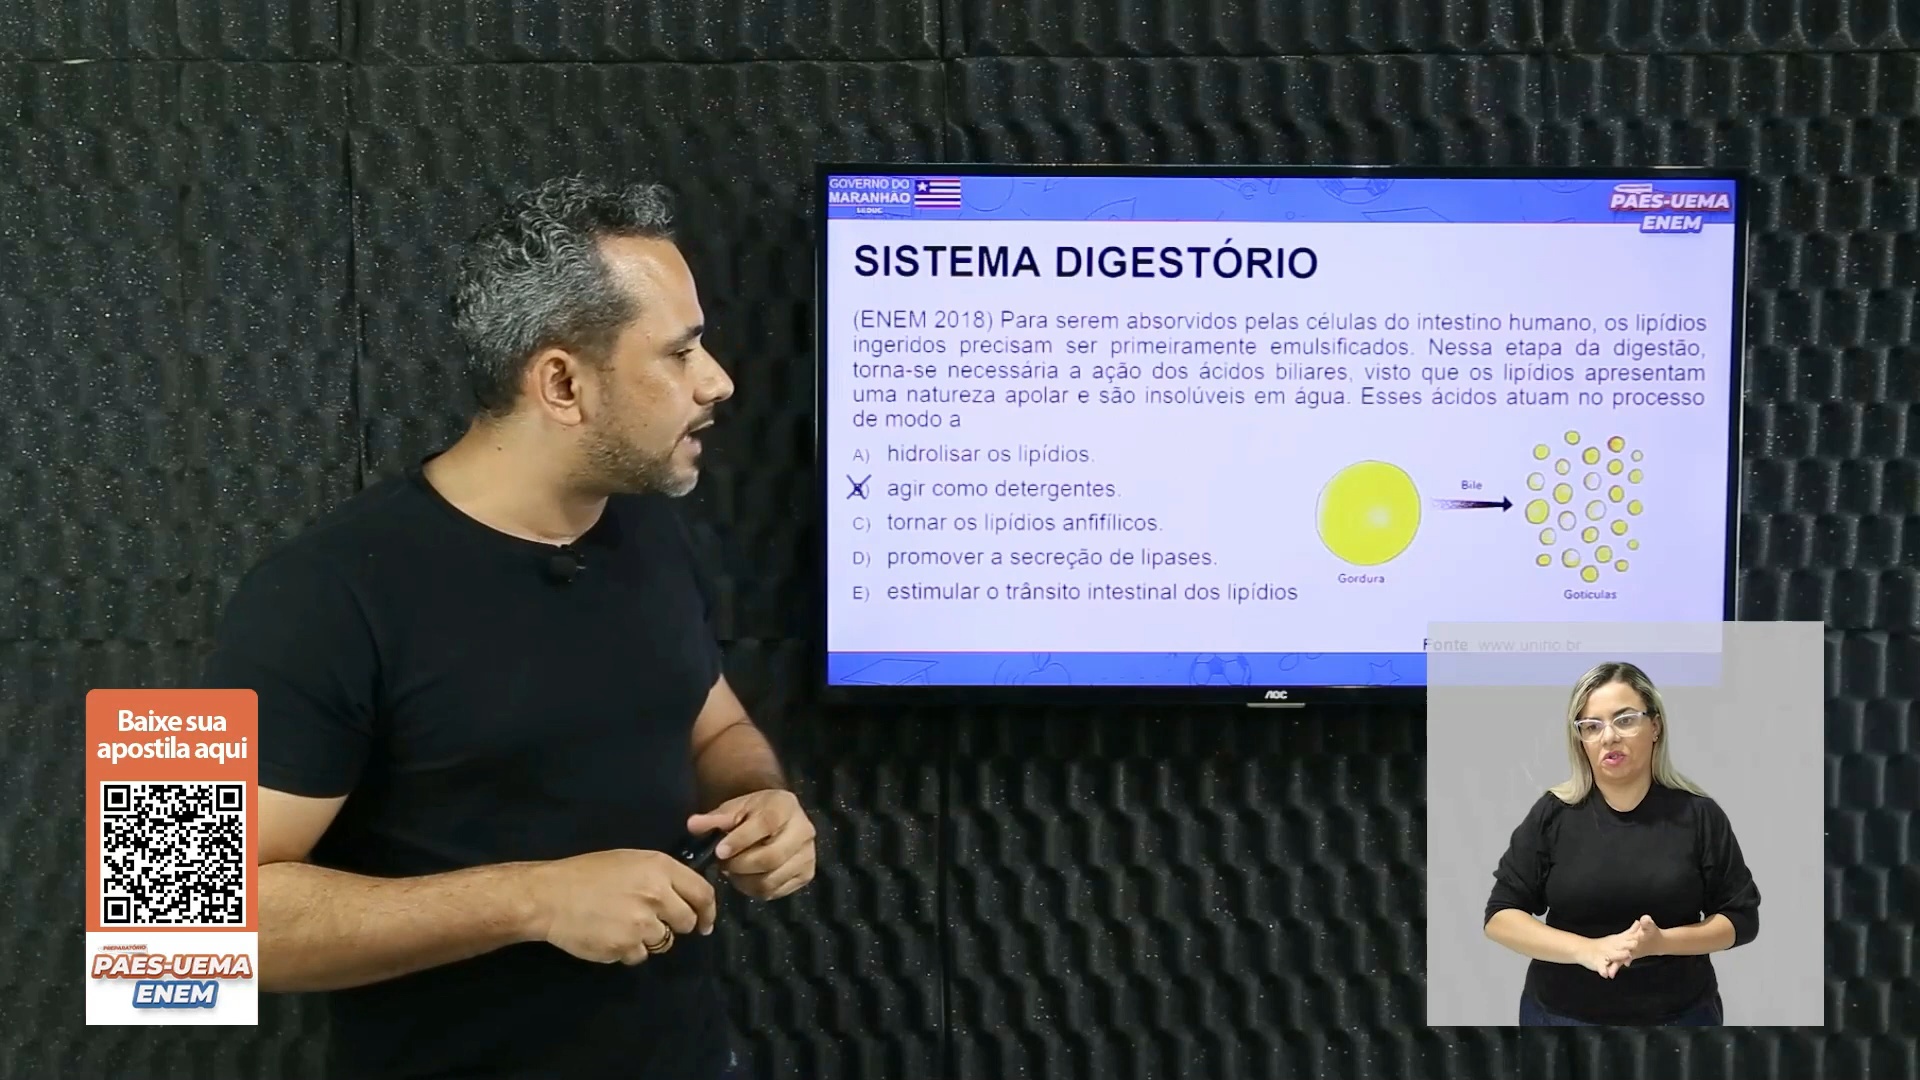 GOVERNO DO
MARANHÃO
SEDUC
PAES-UEMA
ENEM
SISTEMA DIGESTÓRIO
(ENEM 2018) Para serem absorvidos pelas células do intestino humano, os lipídios
ingeridos precisam ser primeiramente emulsificados. Nessa etapa da digestão,
torna-se necessária a ação dos ácidos biliares, visto que os lipídios apresentam
uma natureza apolar e são insolúveis em água. Esses ácidos atuam no processo
de modo a
A) hidrolisar os lipídios.
B) agir como detergentes.
C) tornar os lipídios anfifílicos.
D) promover a secreção de lipases.
E) estimular o trânsito intestinal dos lipídios
Bile
Gordura
Gotículas
Fonte
AOC
Baixe sua
apostila aqui
PREPARATÓRIO
PAES-UEMA
ENEM